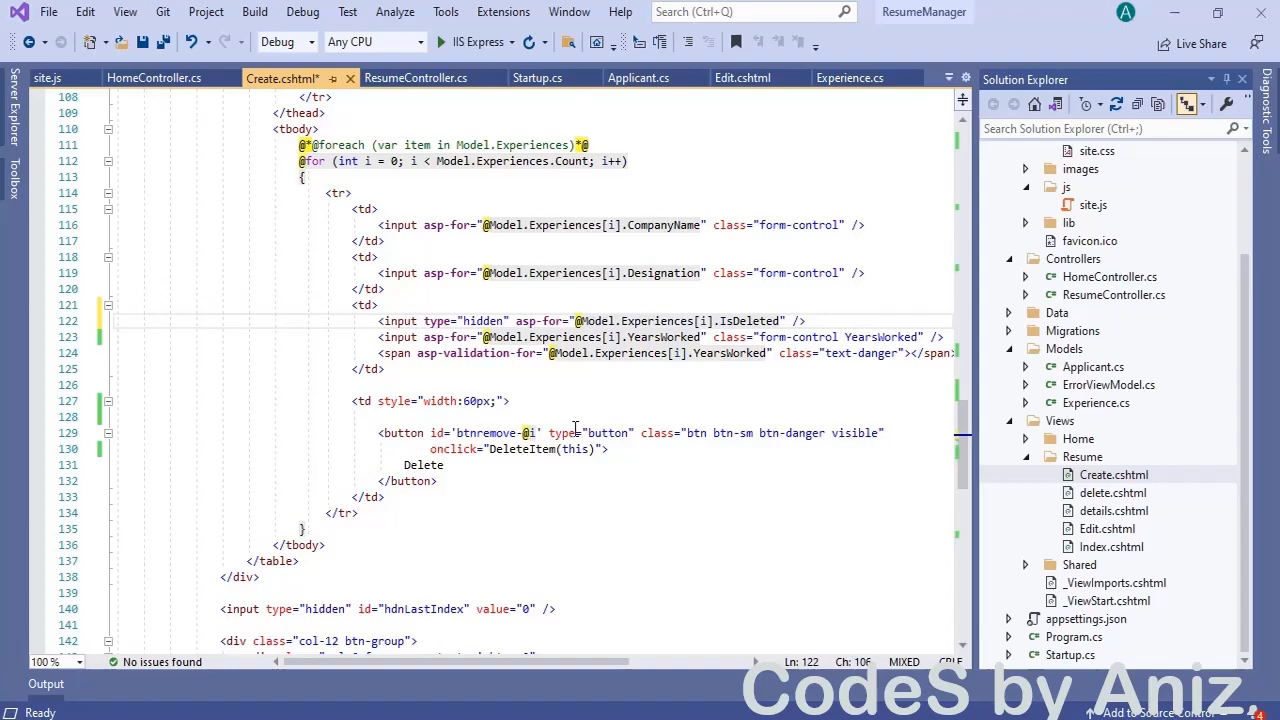 File Edit View Git Project Build Debug Test Analyze Tools Extensions Window Help Search (Ctrl+Q) ResumeManager A
Debug Any CPU IIS Express Live Share
site.js HomeController.cs Create.cshtml* ResumeController.cs Startup.cs Applicant.cs Edit.cshtml Experience.cs
Server Explorer
Toolbox
108 </tr>
109 </thead>
110 <tbody>
111 @*@foreach (var item in Model.Experiences)*@
112 @for (int i = 0; i < Model.Experiences.Count; i++)
113 {
114 <tr>
115 <td>
116 <input asp-for="@Model.Experiences[i].CompanyName" class="form-control" />
117 </td>
118 <td>
119 <input asp-for="@Model.Experiences[i].Designation" class="form-control" />
120 </td>
121 <td>
122 <input type="hidden" asp-for="@Model.Experiences[i].IsDeleted" />
123 <input asp-for="@Model.Experiences[i].YearsWorked" class="form-control YearsWorked" />
124 <span asp-validation-for="@Model.Experiences[i].YearsWorked" class="text-danger"></span>
125 </td>
126
127 <td style="width:60px;">
128
129 <button id='btnremove-@i' type="button" class="btn btn-sm btn-danger visible"
130 onclick="DeleteItem(this)">
131 Delete
132 </button>
133 </td>
134 </tr>
135 }
136 </tbody>
137 </table>
138 </div>
139
140 <input type="hidden" id="hdnLastIndex" value="0" />
141
142 <div class="col-12 btn-group">
100 % No issues found Ln: 122 Ch: 106 MIXED CRLF
Output
Ready Add to Source Control 4
Solution Explorer
Search Solution Explorer (Ctrl+;)
site.css
images
js
site.js
lib
favicon.ico
Controllers
HomeController.cs
ResumeController.cs
Data
Migrations
Models
Applicant.cs
ErrorViewModel.cs
Experience.cs
Views
Home
Resume
Create.cshtml
delete.cshtml
details.cshtml
Edit.cshtml
Index.cshtml
Shared
_ViewImports.cshtml
_ViewStart.cshtml
appsettings.json
Program.cs
Startup.cs
Diagnostic Tools
CodeS by Aniz